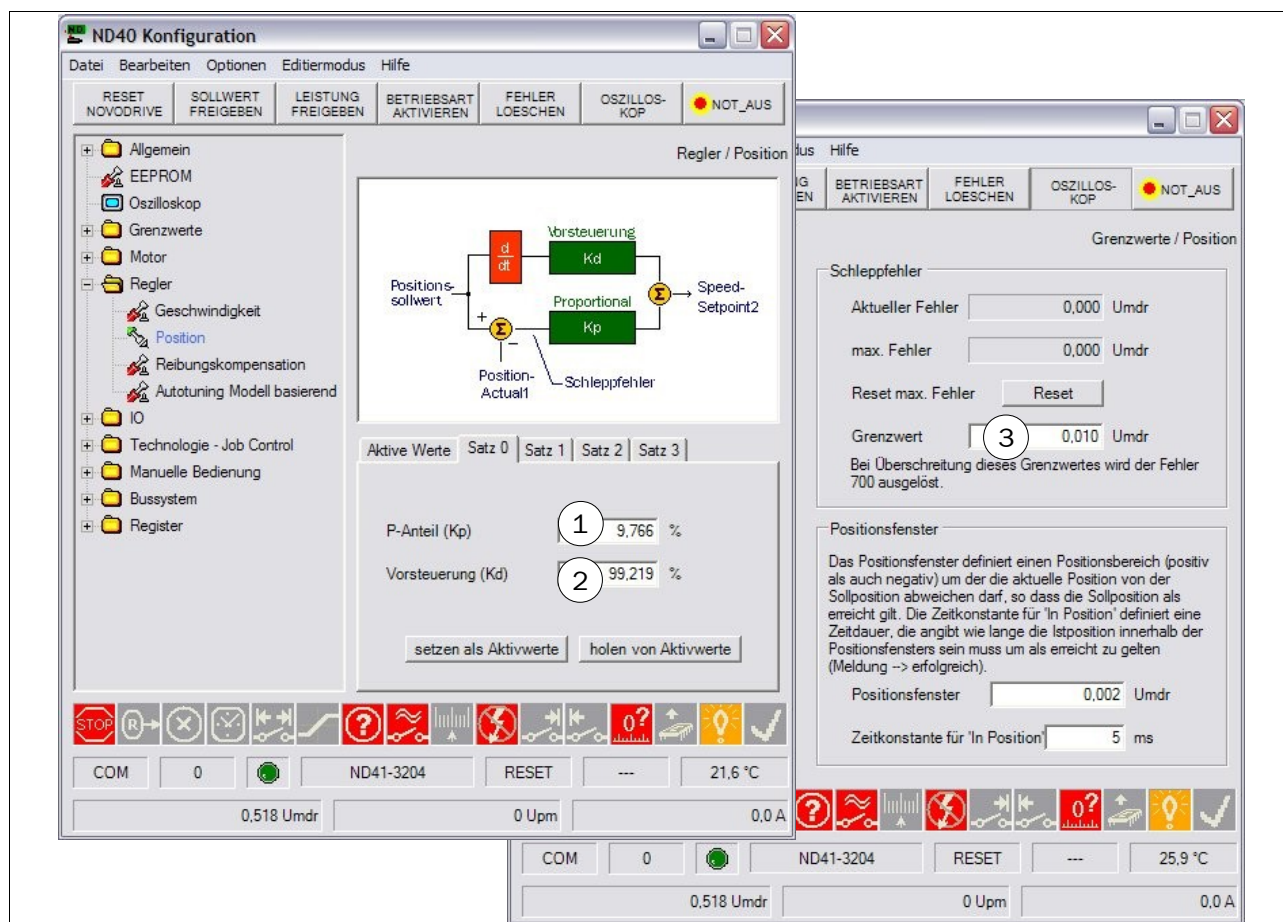 ND40 Konfiguration
Datei Bearbeiten Optionen Editiermodus Hilfe
RESET NOVODRIVE
SOLLWERT FREIGEBEN
LEISTUNG FREIGEBEN
BETRIEBSART AKTIVIEREN
FEHLER LOESCHEN
OSZILLOS-KOP
NOT_AUS
Allgemein
EEPROM
Oszilloskop
Grenzwerte
Motor
Regler
Geschwindigkeit
Position
Reibungskompensation
Autotuning Modell basierend
IO
Technologie - Job Control
Manuelle Bedienung
Bussystem
Register
Regler / Position
Vorsteuerung
d
dt
Kd
Positions-
sollwert
Proportional
Kp
Σ
Σ
+
−
Speed-
Setpoint2
Position-
Actual1
Schleppfehler
Aktive Werte Satz 0 Satz 1 Satz 2 Satz 3
P-Anteil (Kp) 1 9,766 %
Vorsteuerung (Kd) 2 99,219 %
setzen als Aktivwerte holen von Aktivwerte
STOP R ? 0?
COM 0 ND41-3204 RESET --- 21,6 °C
0,518 Umdr 0 Upm 0,0 A
dus Hilfe
NG
EN
BETRIEBSART AKTIVIEREN
FEHLER LOESCHEN
OSZILLOS-KOP
NOT_AUS
Grenzwerte / Position
Schleppfehler
Aktueller Fehler 0,000 Umdr
max. Fehler 0,000 Umdr
Reset max. Fehler Reset
Grenzwert 3 0,010 Umdr
Bei Überschreitung dieses Grenzwertes wird der Fehler
700 ausgelöst.
Positionsfenster
Das Positionsfenster definiert einen Positionsbereich (positiv
als auch negativ) um der die aktuelle Position von der
Sollposition abweichen darf, so dass die Sollposition als
erreicht gilt. Die Zeitkonstante für 'In Position' definiert eine
Zeitdauer, die angibt wie lange die Istposition innerhalb der
Positionsfensters sein muss um als erreicht zu gelten
(Meldung --> erfolgreich).
Positionsfenster 0,002 Umdr
Zeitkonstante für 'In Position' 5 ms
? 0?
COM 0 ND41-3204 RESET --- 25,9 °C
0,518 Umdr 0 Upm 0,0 A